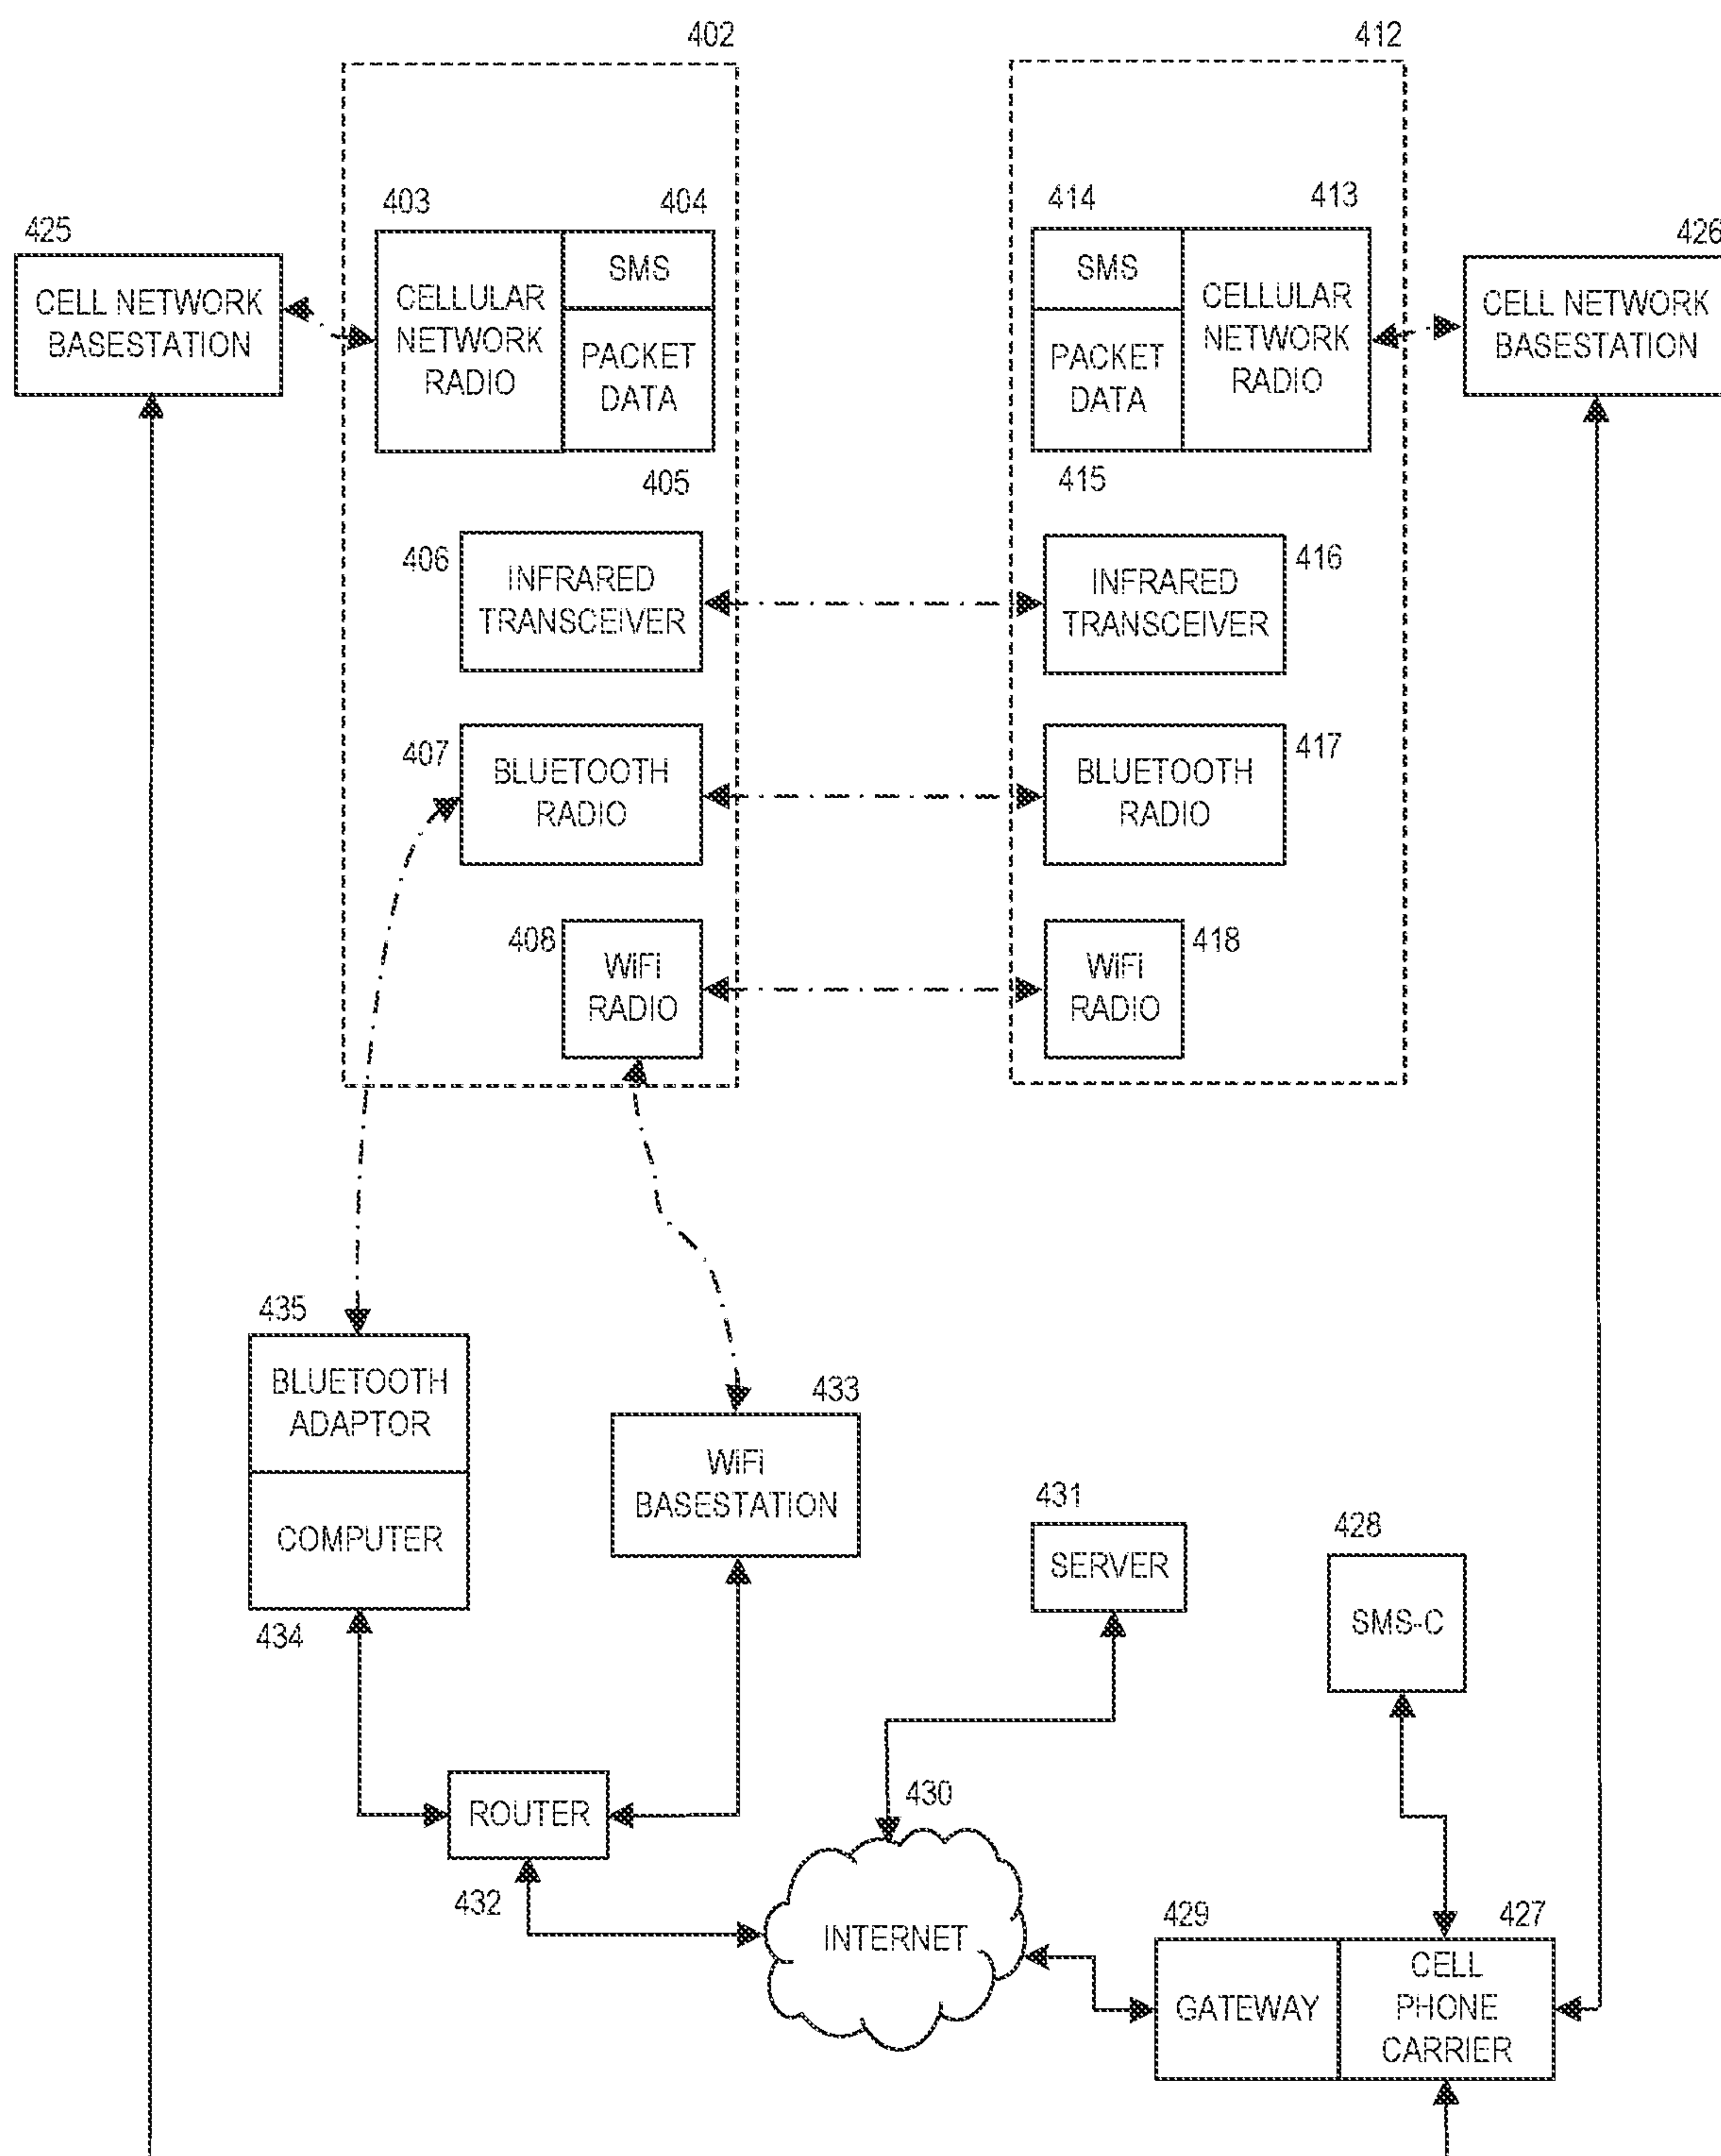 402
412
403
404
414
413
425
426
CELL NETWORK
BASESTATION
CELLULAR
NETWORK
RADIO
SMS
PACKET
DATA
SMS
PACKET
DATA
CELLULAR
NETWORK
RADIO
CELL NETWORK
BASESTATION
405
415
406
INFRARED
TRANSCEIVER
INFRARED
TRANSCEIVER
416
407
BLUETOOTH
RADIO
BLUETOOTH
RADIO
417
408
WiFi
RADIO
WiFi
RADIO
418
435
BLUETOOTH
ADAPTOR
COMPUTER
434
433
WiFi
BASESTATION
431
SERVER
428
SMS-C
ROUTER
432
430
INTERNET
429
427
GATEWAY
CELL
PHONE
CARRIER